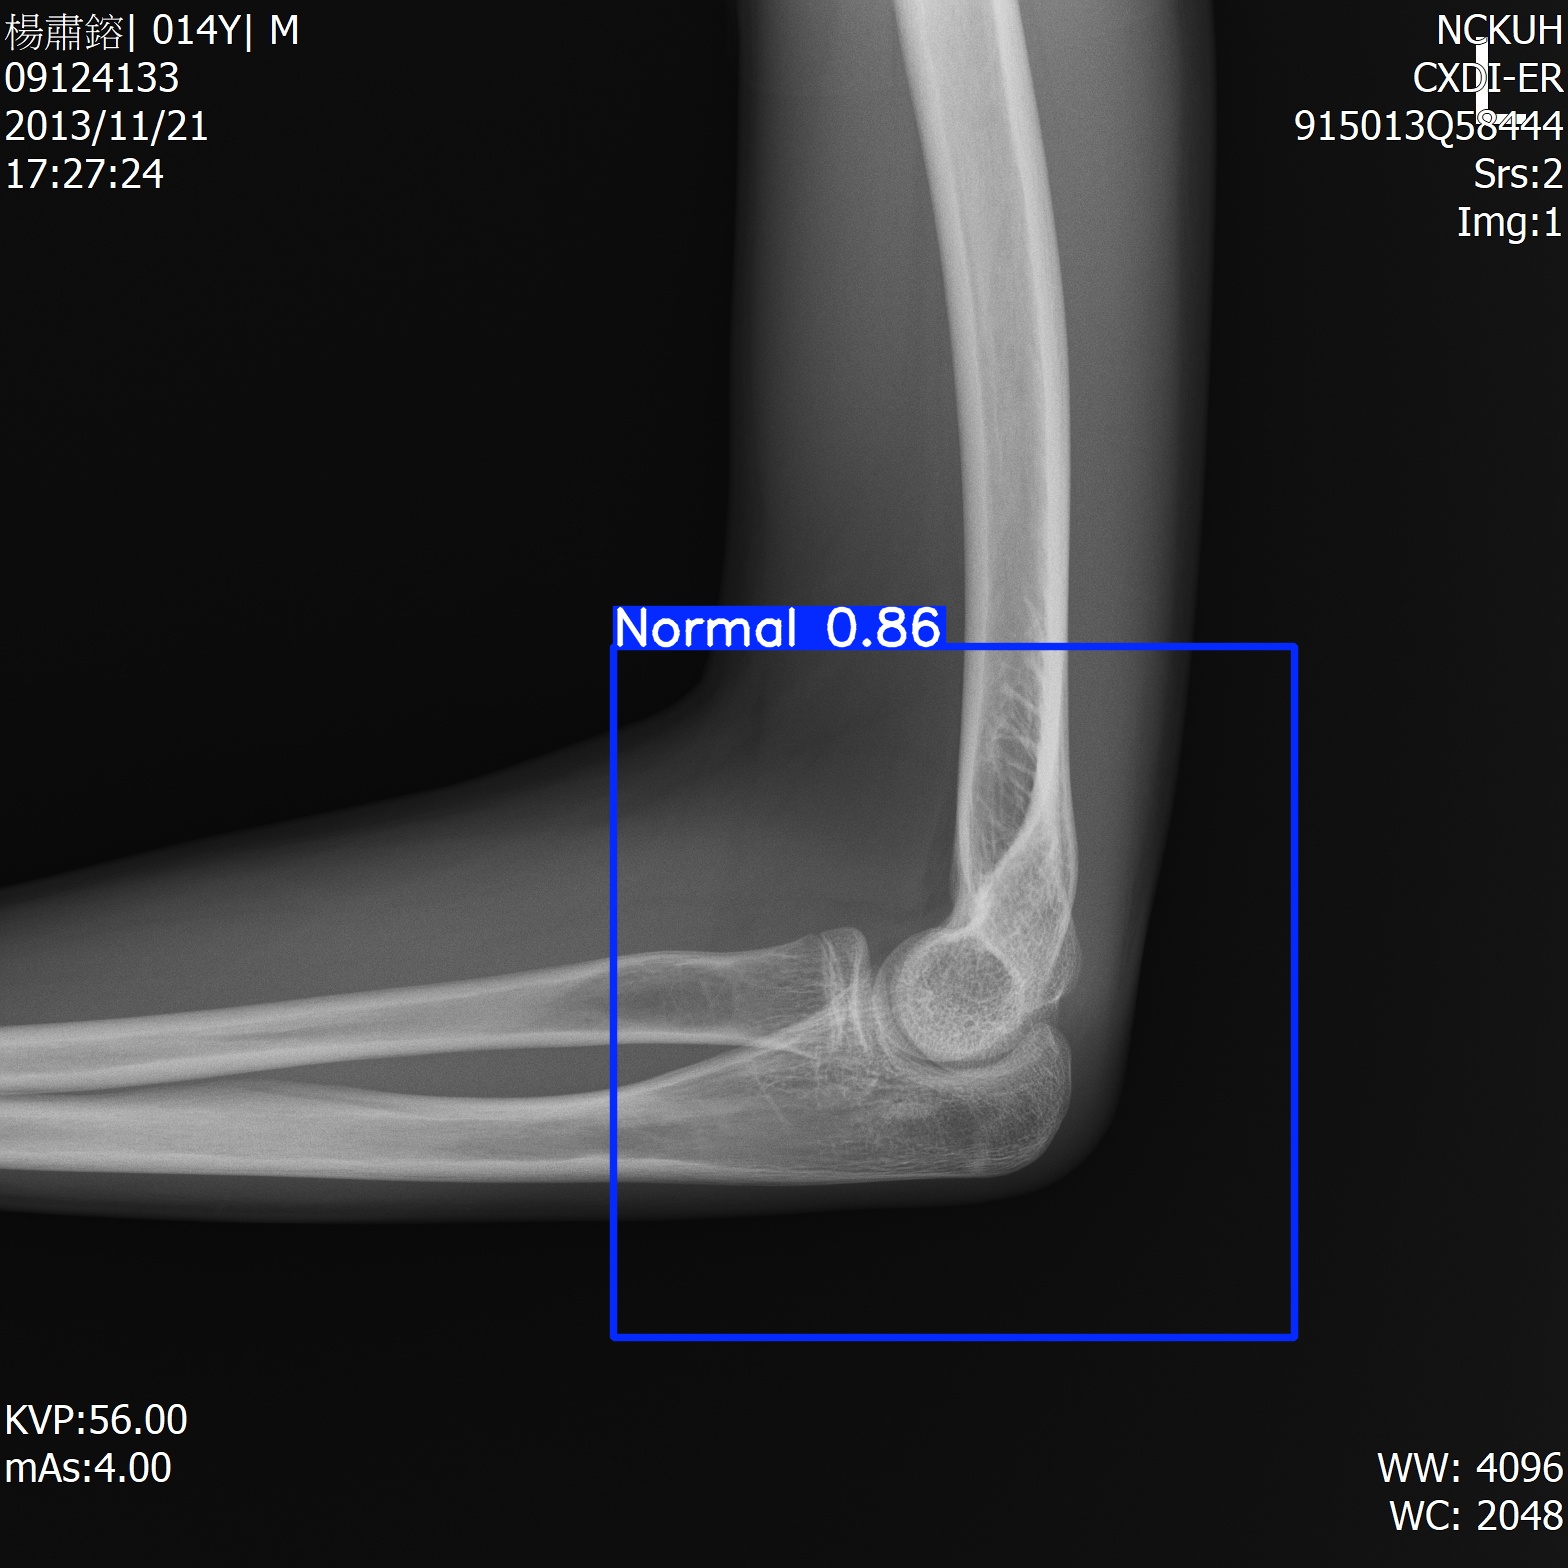 楊肅鎔| 014Y| M
09124133
2013/11/21
17:27:24
NCKUH
CXDI-ER
915013Q58444
Srs:2
Img:1
L
Normal 0.86
KVP:56.00
mAs:4.00
WW: 4096
WC: 2048